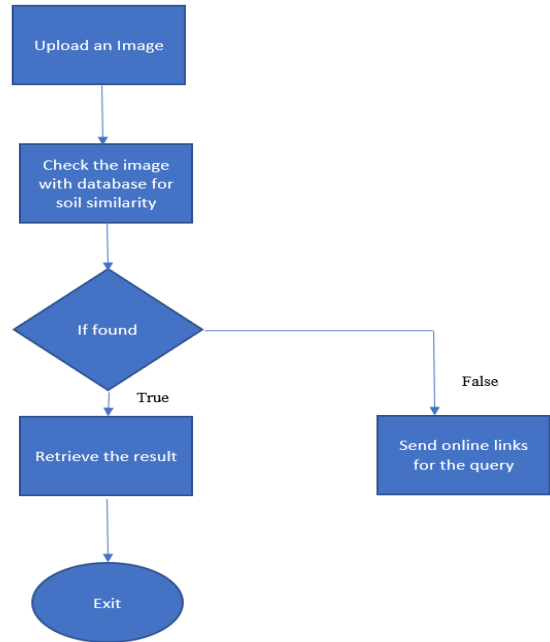 Upload an Image
Check the image
with database for
soil similarity
If found
True
False
Retrieve the result
Send online links
for the query
Exit